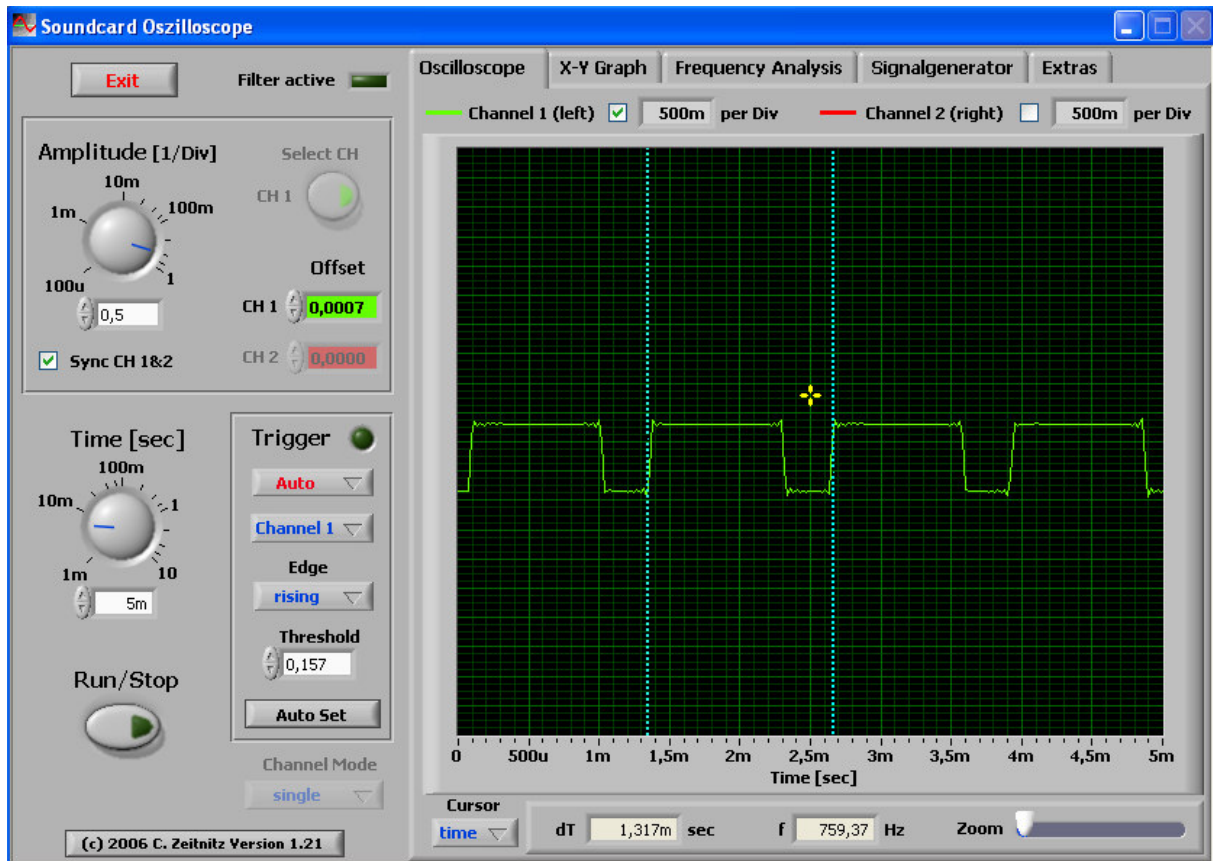 Soundcard Oszilloscope
Exit
Filter active
Amplitude [1/Div]
10m
1m
100m
100u
1
0,5
Sync CH 1&2
Select CH
CH 1
Offset
CH 1 0,0007
CH 2 0,0000
Time [sec]
100m
10m
1
1m
10
5m
Run/Stop
Trigger
Auto
Channel 1
Edge
rising
Threshold
0,157
Auto Set
Channel Mode
single
(c) 2006 C. Zeitnitz Version 1.21
Oscilloscope X-Y Graph Frequency Analysis Signalgenerator Extras
Channel 1 (left) 500m per Div Channel 2 (right) 500m per Div
0 500u 1m 1,5m 2m 2,5m 3m 3,5m 4m 4,5m 5m
Time [sec]
Cursor
time dT 1,317m sec f 759,37 Hz Zoom